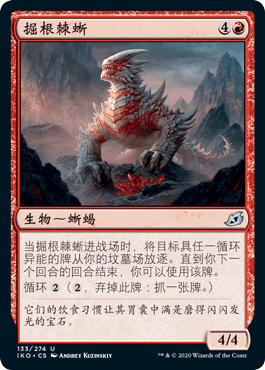 掘根棘蜥 4
生物～蜥蜴
当掘根棘蜥进战场时，将目标具任一循环
异能的牌从你的坟墓场放逐。直到你下一
个回合的回合结束，你可以使用该牌。
循环 2（2，弃掉此牌：抓一张牌。）
它们的饮食习惯让其胃囊中满是磨得闪闪
发光的宝石。
4/4
133/274 U
IKO • CS Andrey Kuzinskiy
™ & © 2020 Wizards of the Coast